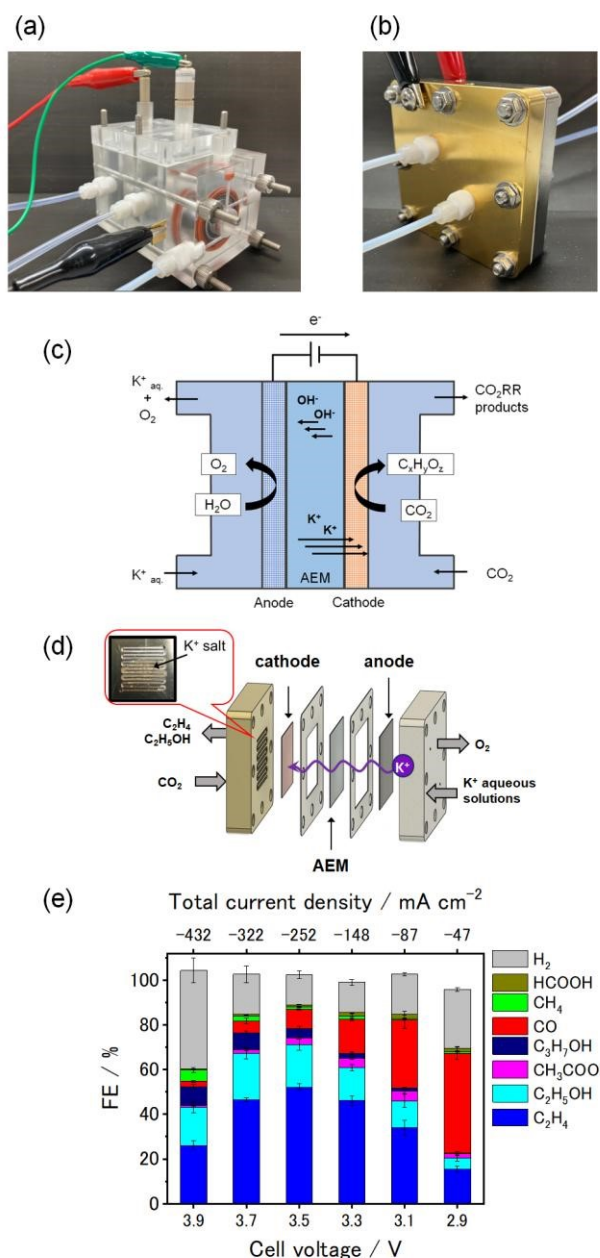 (a)
(b)
(c)
e⁻
K⁺ aq.
+
O₂
OH⁻
OH⁻
CO₂RR
products
O₂
CₓHᵧO_z
H₂O
K⁺
K⁺
CO₂
K⁺ aq.
AEM
CO₂
Anode
Cathode
(d)
K⁺ salt
cathode
anode
C₂H₄
C₂H₅OH
O₂
K⁺
CO₂
K⁺ aqueous
solutions
AEM
(e)
Total current density / mA cm⁻²
−432 −322 −252 −148 −87 −47
H₂
HCOOH
CH₄
CO
C₃H₇OH
CH₃COO
C₂H₅OH
C₂H₄
FE / %
100
80
60
40
20
0
3.9 3.7 3.5 3.3 3.1 2.9
Cell voltage / V